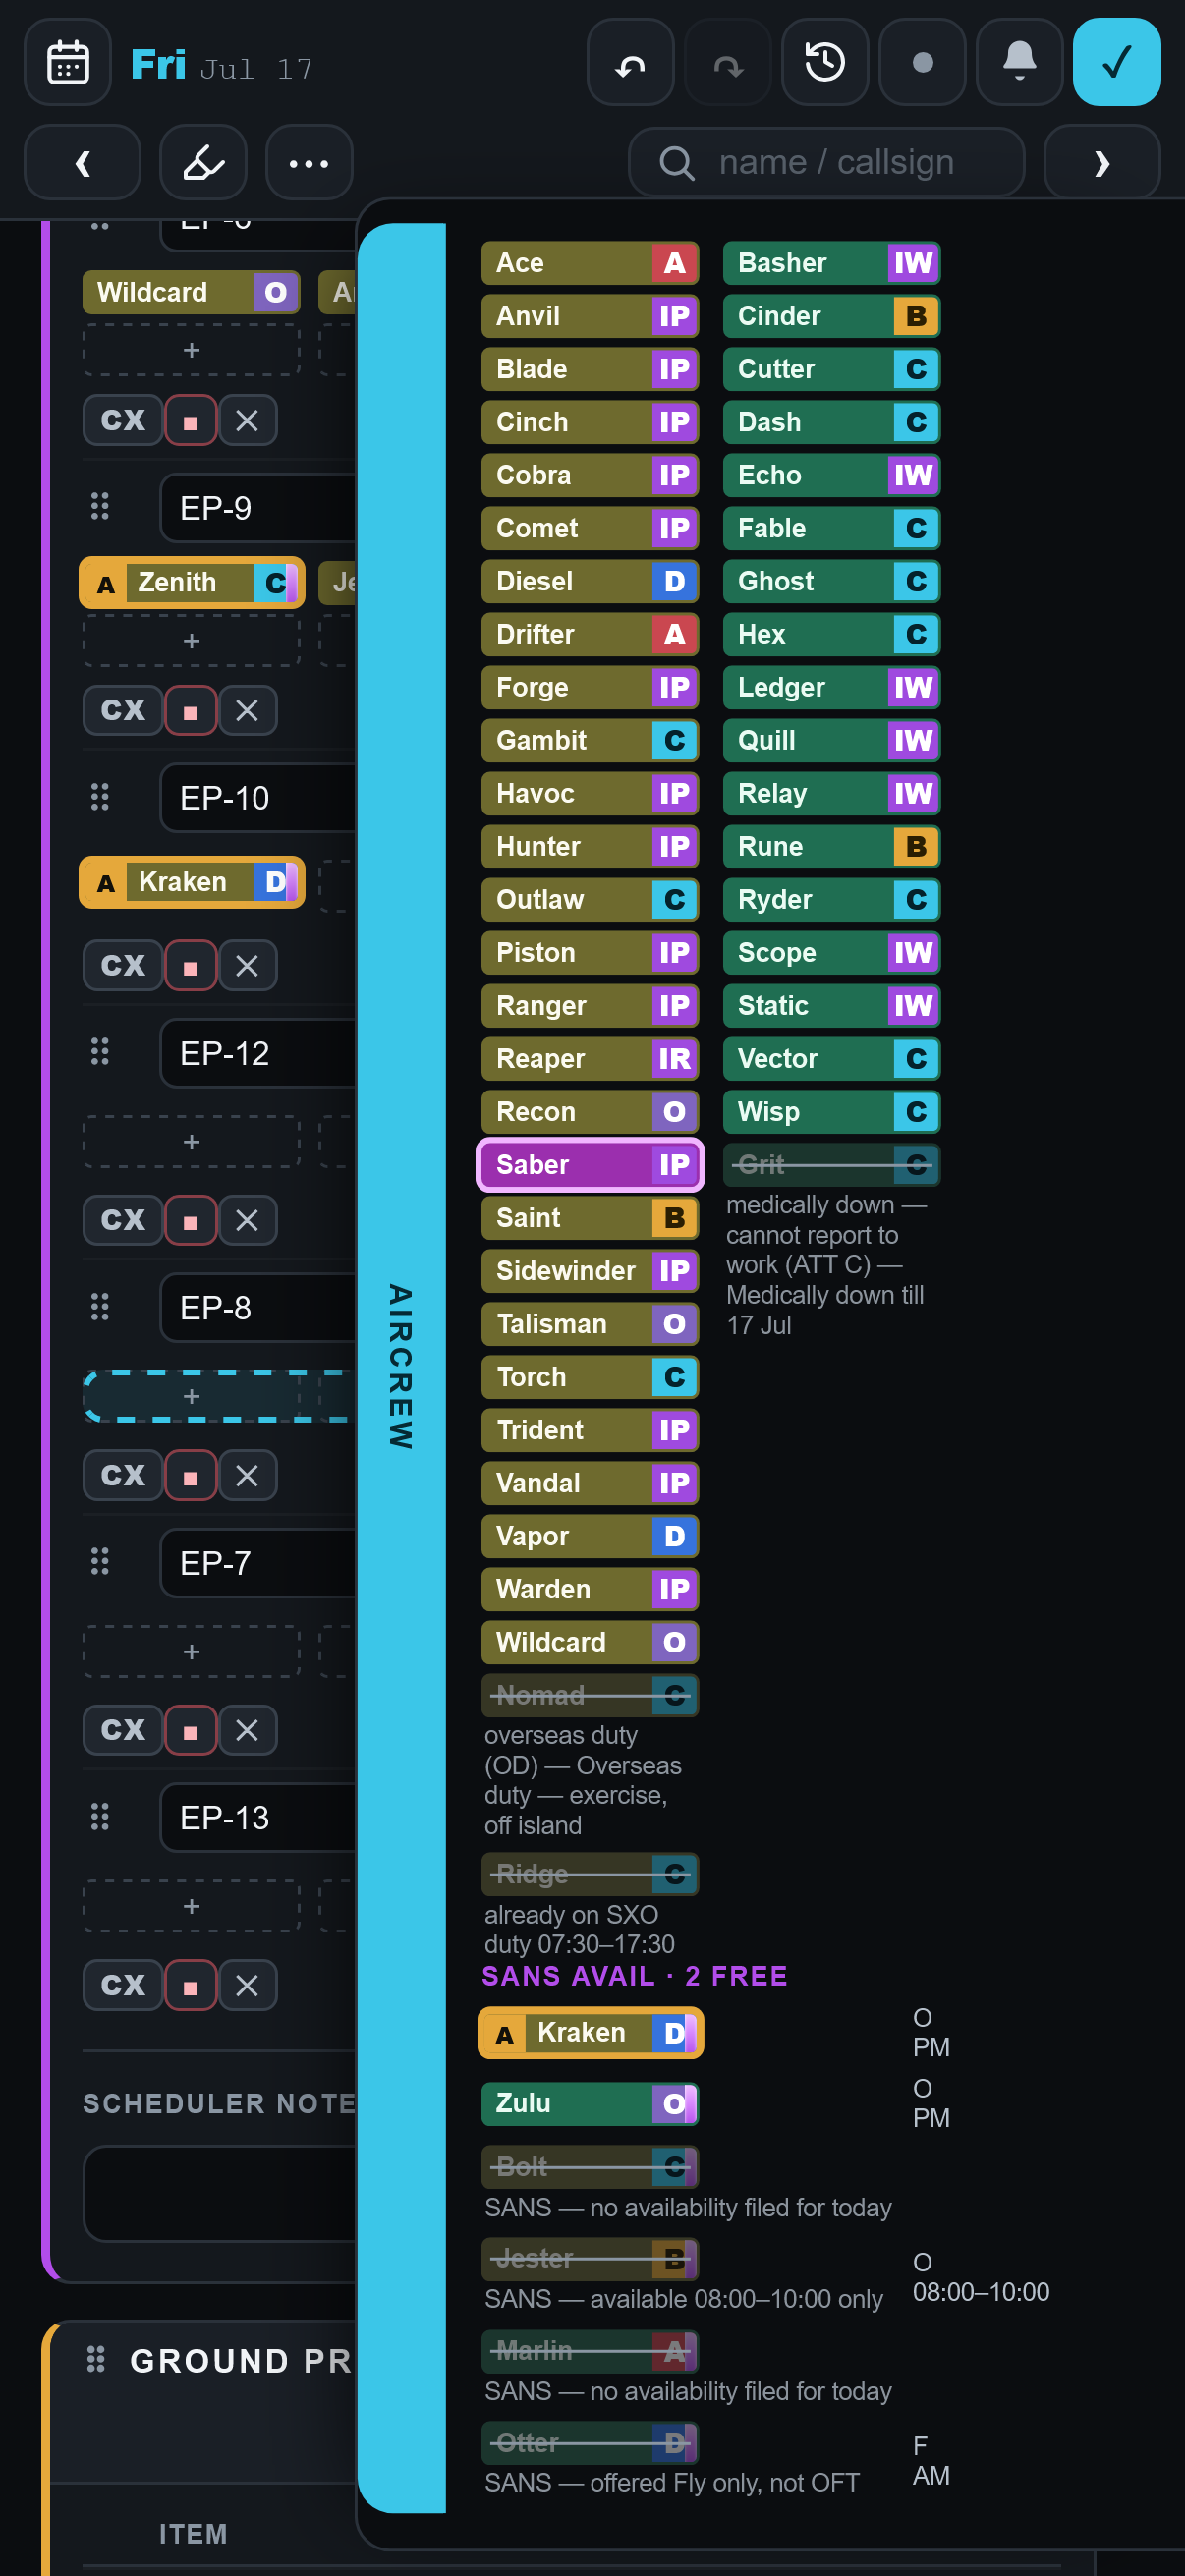 Fri Jul 17
name / callsign
Wildcard O
+
CX
EP-9
A Zenith C
+
CX
EP-10
A Kraken D
CX
EP-12
+
CX
EP-8
+
CX
EP-7
+
CX
EP-13
+
CX
SCHEDULER NOTE
GROUND PR
ITEM
AIRCREW
Ace A
Anvil IP
Blade IP
Cinch IP
Cobra IP
Comet IP
Diesel D
Drifter A
Forge IP
Gambit C
Havoc IP
Hunter IP
Outlaw C
Piston IP
Ranger IP
Reaper IR
Recon O
Saber IP
Saint B
Sidewinder IP
Talisman O
Torch C
Trident IP
Vandal IP
Vapor D
Warden IP
Wildcard O
Nomad C
overseas duty
(OD) — Overseas
duty — exercise,
off island
Ridge C
already on SXO
duty 07:30–17:30
Basher IW
Cinder B
Cutter C
Dash C
Echo IW
Fable C
Ghost C
Hex C
Ledger IW
Quill IW
Relay IW
Rune B
Ryder C
Scope IW
Static IW
Vector C
Wisp C
Grit C
medically down —
cannot report to
work (ATT C) —
Medically down till
17 Jul
SANS AVAIL · 2 FREE
A Kraken D
O
PM
Zulu O
O
PM
Bolt C
SANS — no availability filed for today
Jester B
SANS — available 08:00–10:00 only
O
08:00–10:00
Marlin A
SANS — no availability filed for today
Otter D
SANS — offered Fly only, not OFT
F
AM